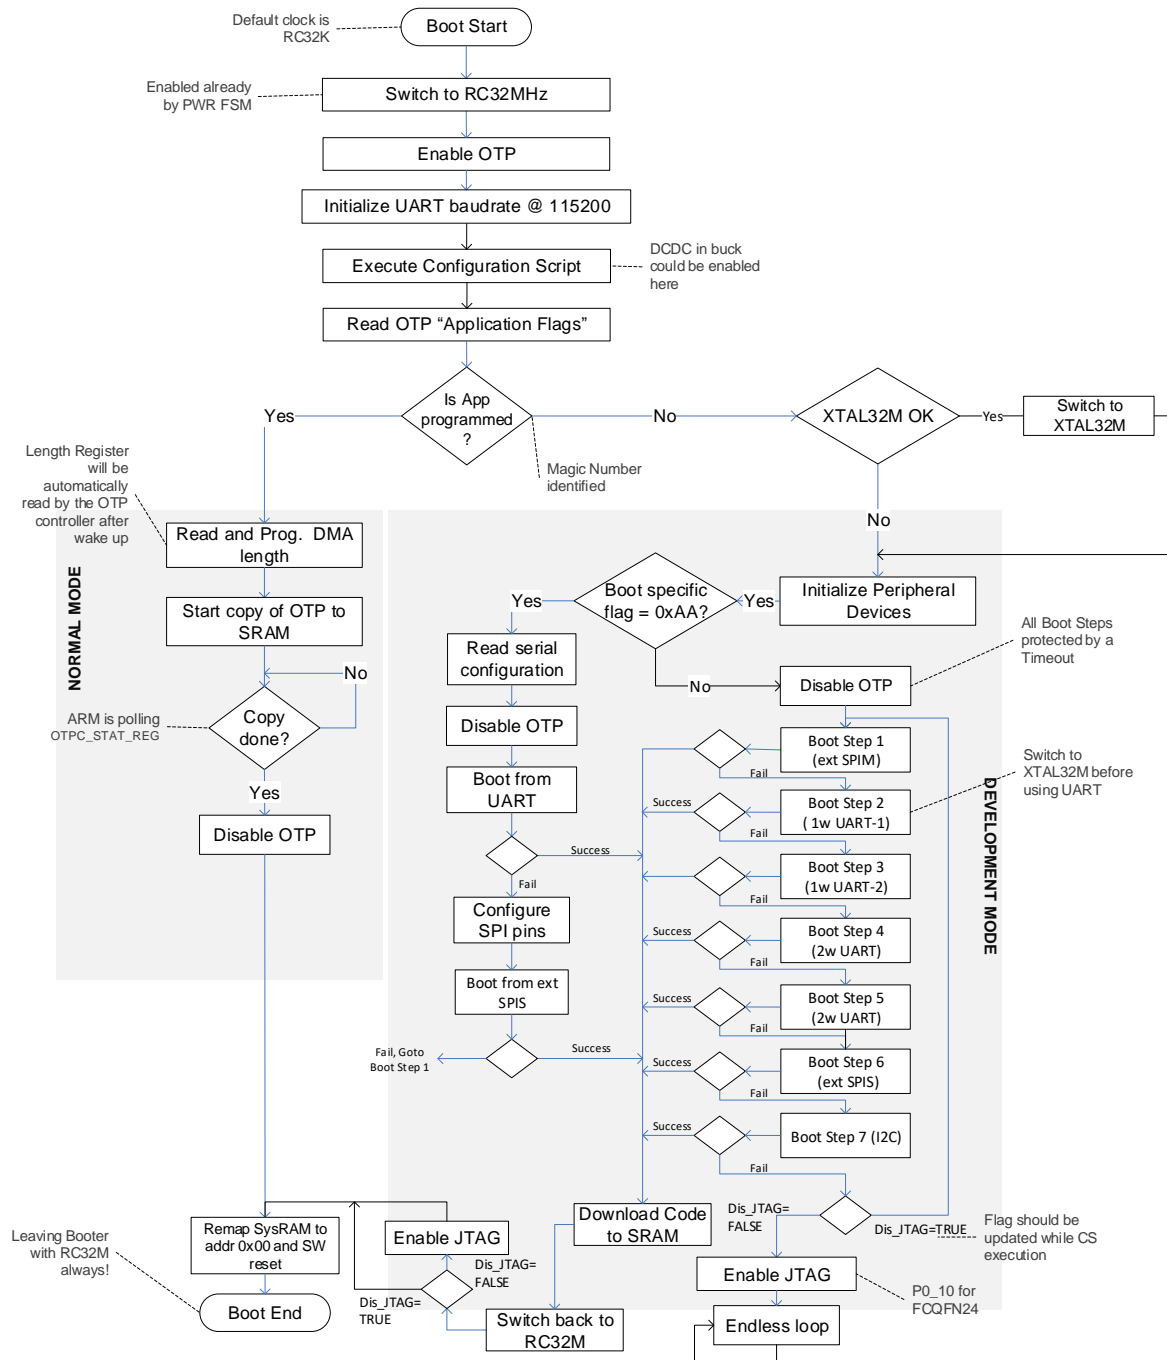 Default clock is
RC32K
Boot Start
Enabled already
by PWR FSM
Switch to RC32MHz
Enable OTP
Initialize UART baudrate @ 115200
Execute Configuration Script
DCDC in buck
could be enabled
here
Read OTP “Application Flags”
Is App
programmed
?
Yes
No
XTAL32M OK
Yes
Switch to
XTAL32M
Magic Number
identified
Length Register
will be
automatically
read by the OTP
controller after
wake up
No
NORMAL MODE
Read and Prog. DMA
length
Start copy of OTP to
SRAM
No
Copy
done?
ARM is polling
OTPC_STAT_REG
Yes
Disable OTP
Initialize Peripheral
Devices
Yes
Boot specific
flag = 0xAA?
Yes
No
Read serial
configuration
Disable OTP
Boot from
UART
Success
Fail
Configure
SPI pins
Boot from ext
SPIS
Success
Fail, Goto
Boot Step 1
Disable OTP
All Boot Steps
protected by a
Timeout
DEVELOPMENT MODE
Boot Step 1
(ext SPIM)
Success
Fail
Boot Step 2
( 1w UART-1)
Switch to
XTAL32M before
using UART
Success
Fail
Boot Step 3
(1w UART-2)
Success
Fail
Boot Step 4
(2w UART)
Success
Fail
Boot Step 5
(2w UART)
Success
Fail
Boot Step 6
(ext SPIS)
Success
Fail
Boot Step 7 (I2C)
Success
Fail
Dis_JTAG=
FALSE
Dis_JTAG=TRUE
Flag should be
updated while CS
execution
Enable JTAG
P0_10 for
FCQFN24
Endless loop
Download Code
to SRAM
Switch back to
RC32M
Dis_JTAG=
FALSE
Dis_JTAG=
TRUE
Enable JTAG
Remap SysRAM to
addr 0x00 and SW
reset
Leaving Booter
with RC32M
always!
Boot End